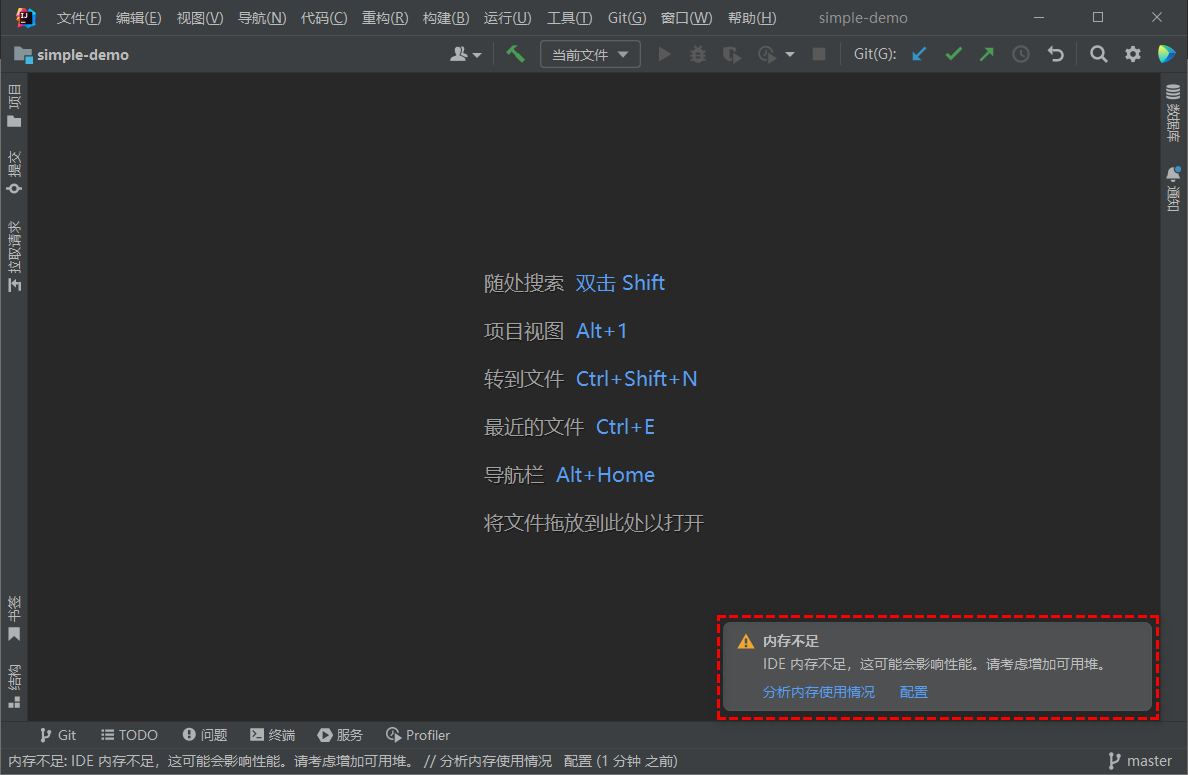 文件(F) 编辑(E) 视图(V) 导航(N) 代码(C) 重构(R) 构建(B) 运行(U) 工具(T) Git(G) 窗口(W) 帮助(H) simple-demo
simple-demo 当前文件 Git(G):
项目
提交
拉取请求
书签
结构
数据库
通知
随处搜索 双击 Shift
项目视图 Alt+1
转到文件 Ctrl+Shift+N
最近的文件 Ctrl+E
导航栏 Alt+Home
将文件拖放到此处以打开
内存不足
IDE 内存不足，这可能会影响性能。请考虑增加可用堆。
分析内存使用情况 配置
Git TODO 问题 终端 服务 Profiler
内存不足: IDE 内存不足，这可能会影响性能。请考虑增加可用堆。 // 分析内存使用情况 配置 (1 分钟 之前) master